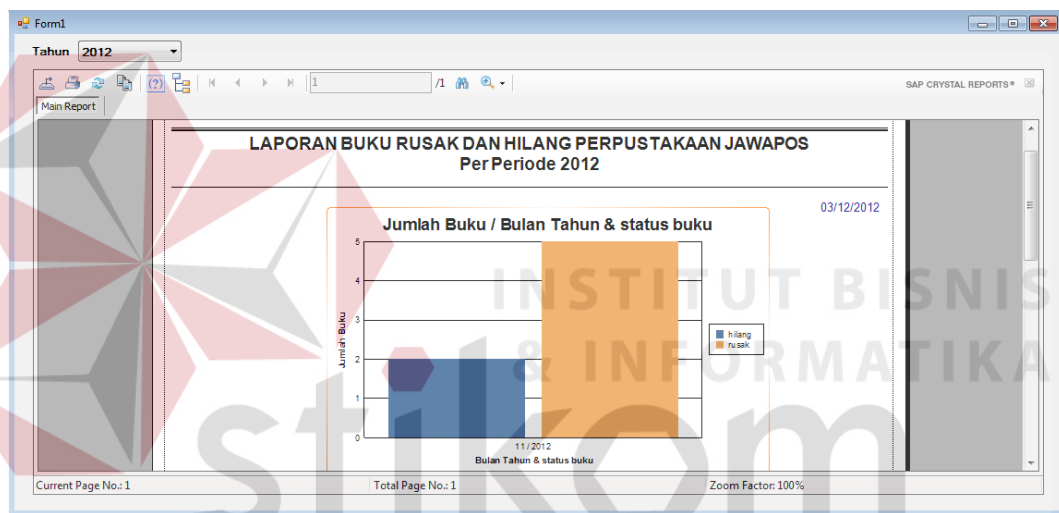 Form1
Tahun 2012
1 /1 SAP CRYSTAL REPORTS®
Main Report
LAPORAN BUKU RUSAK DAN HILANG PERPUSTAKAAN JAWAPOS
Per Periode 2012
03/12/2012
Jumlah Buku / Bulan Tahun & status buku
5
4
3
2
1
0
Jumlah Buku
hilang
rusak
11/2012
Bulan Tahun & status buku
INSTITUT BISNIS
& INFORMATIKA
stikom
Current Page No.: 1 Total Page No.: 1 Zoom Factor: 100%